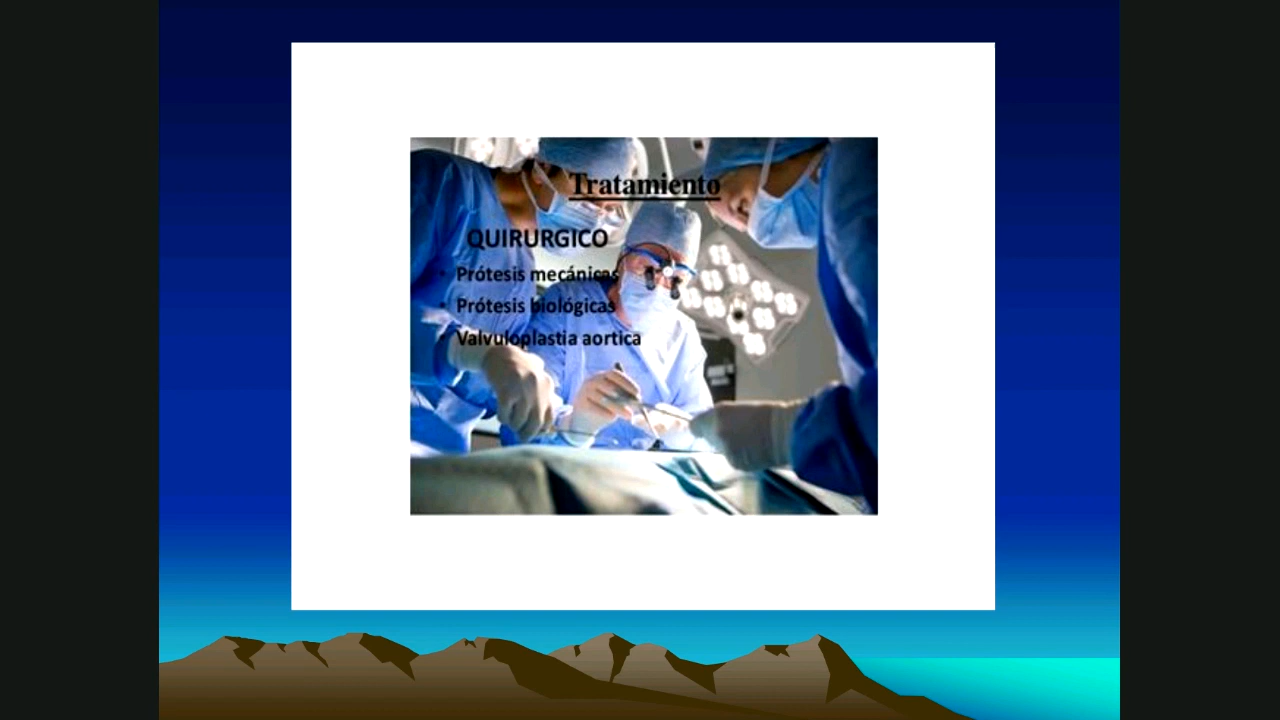 Tratamiento
QUIRURGICO
• Prótesis mecánicas
• Prótesis biológicas
• Valvuloplastia aortica